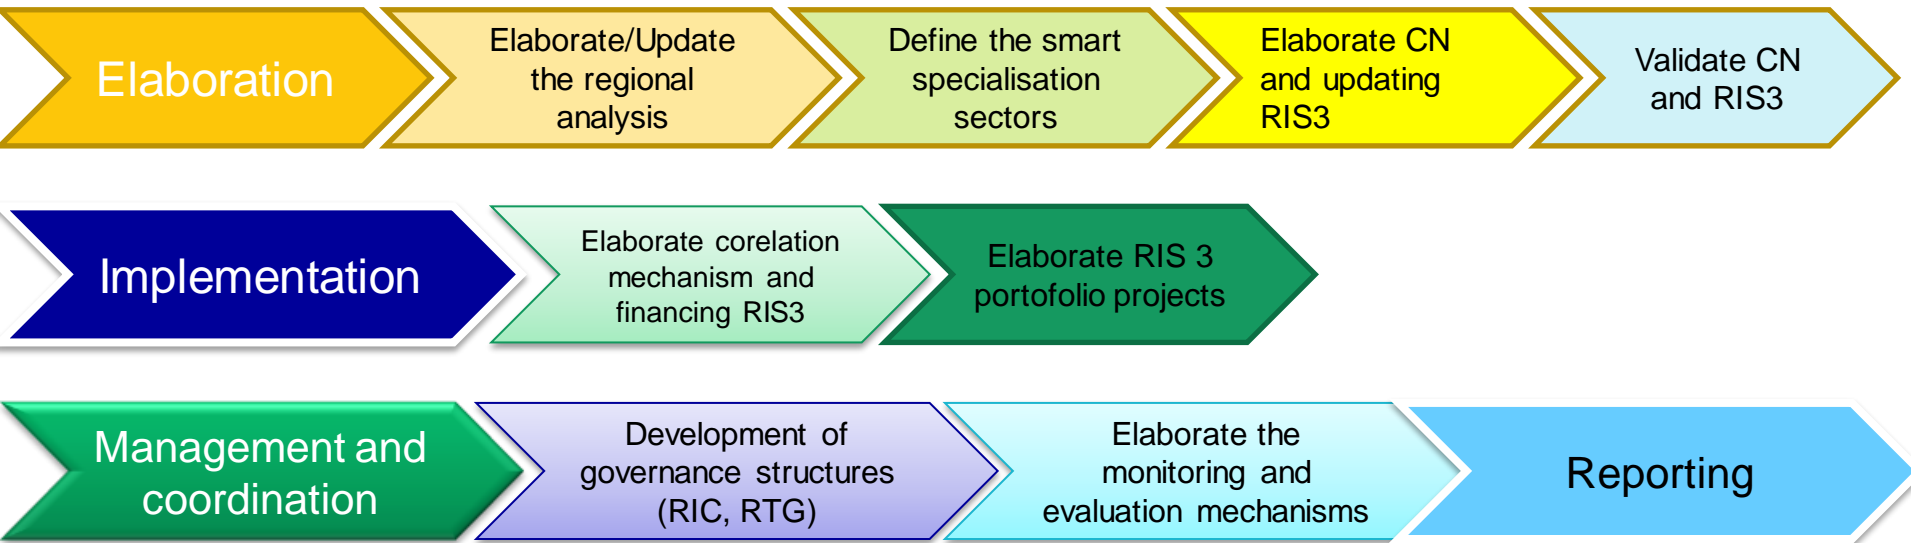 Elaboration
Elaborate/Update
the regional
analysis
Define the smart
specialisation
sectors
Elaborate CN
and updating
RIS3
Validate CN
and RIS3
Implementation
Elaborate corelation
mechanism and
financing RIS3
Elaborate RIS 3
portofolio projects
Management and
coordination
Development of
governance structures
(RIC, RTG)
Elaborate the
monitoring and
evaluation mechanisms
Reporting